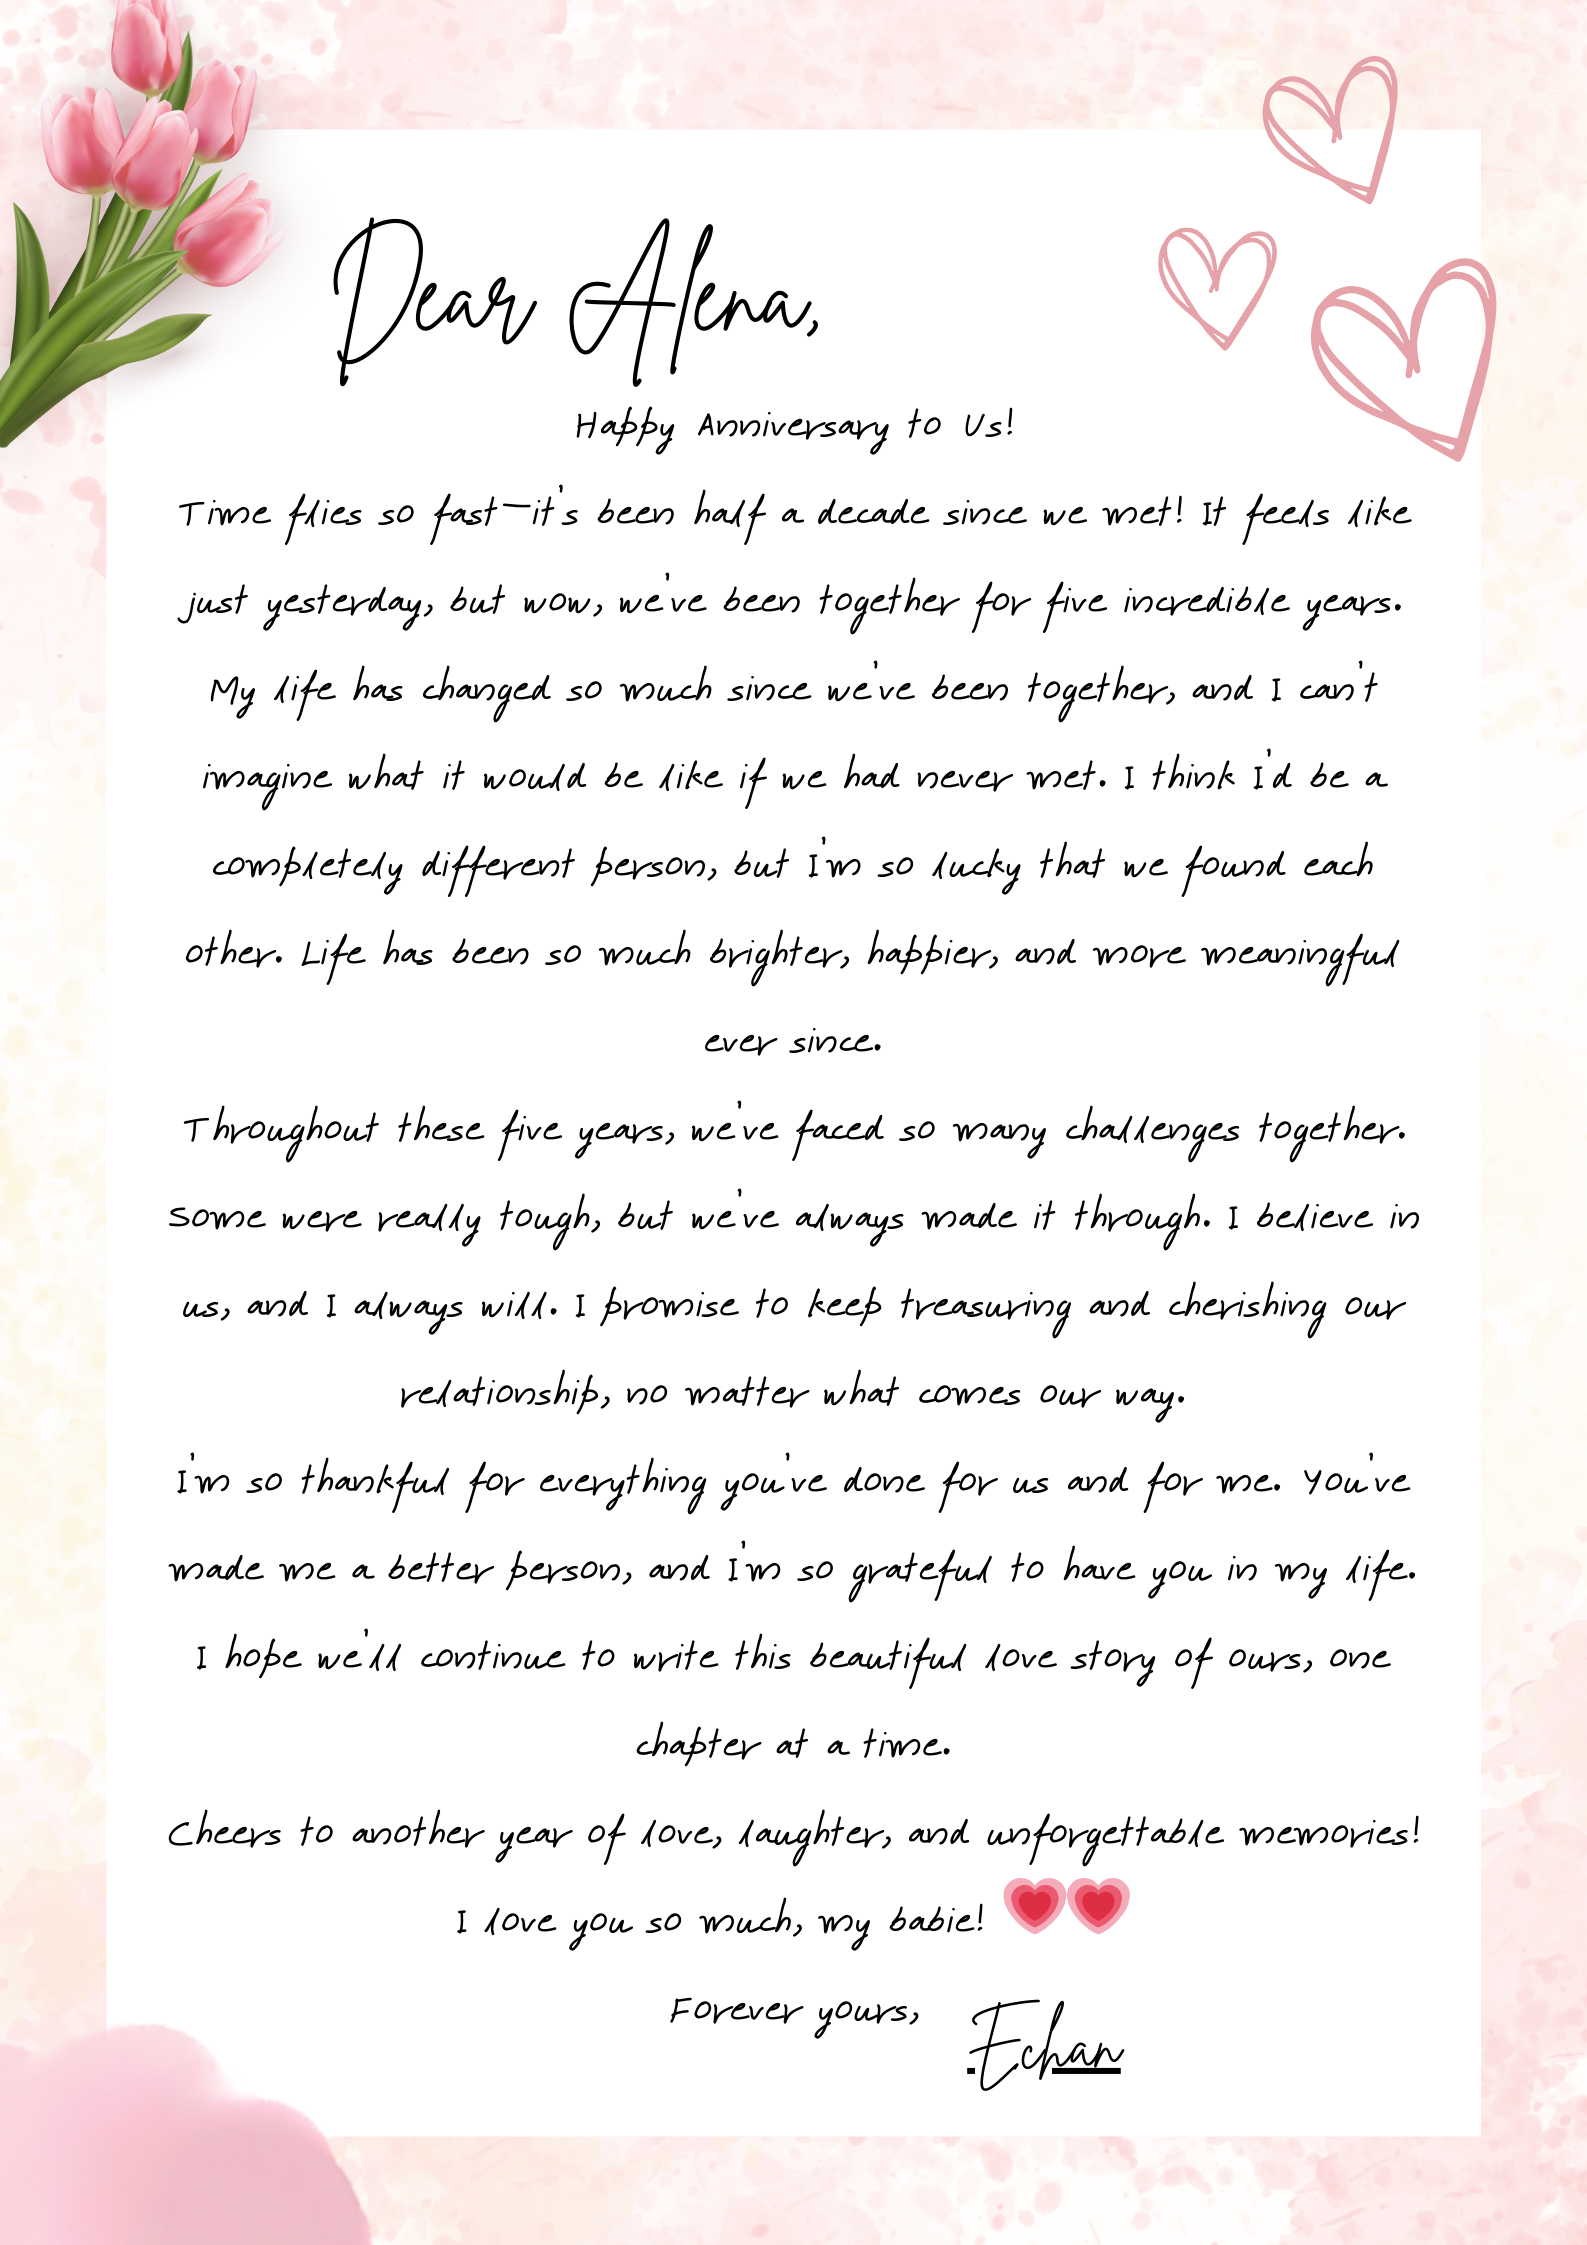 Dear Alena,
Happy Anniversary to Us!
Time flies so fast—it's been half a decade since we met! It feels like
just yesterday, but wow, we've been together for five incredible years.
My life has changed so much since we've been together, and I can't
imagine what it would be like if we had never met. I think I'd be a
completely different person, but I'm so lucky that we found each
other. Life has been so much brighter, happier, and more meaningful
ever since.
Throughout these five years, we've faced so many challenges together.
Some were really tough, but we've always made it through. I believe in
us, and I always will. I promise to keep treasuring and cherishing our
relationship, no matter what comes our way.
I'm so thankful for everything you've done for us and for me. You've
made me a better person, and I'm so grateful to have you in my life.
I hope we'll continue to write this beautiful love story of ours, one
chapter at a time.
Cheers to another year of love, laughter, and unforgettable memories!
I love you so much, my babie! 💗💗
Forever yours,
Echan